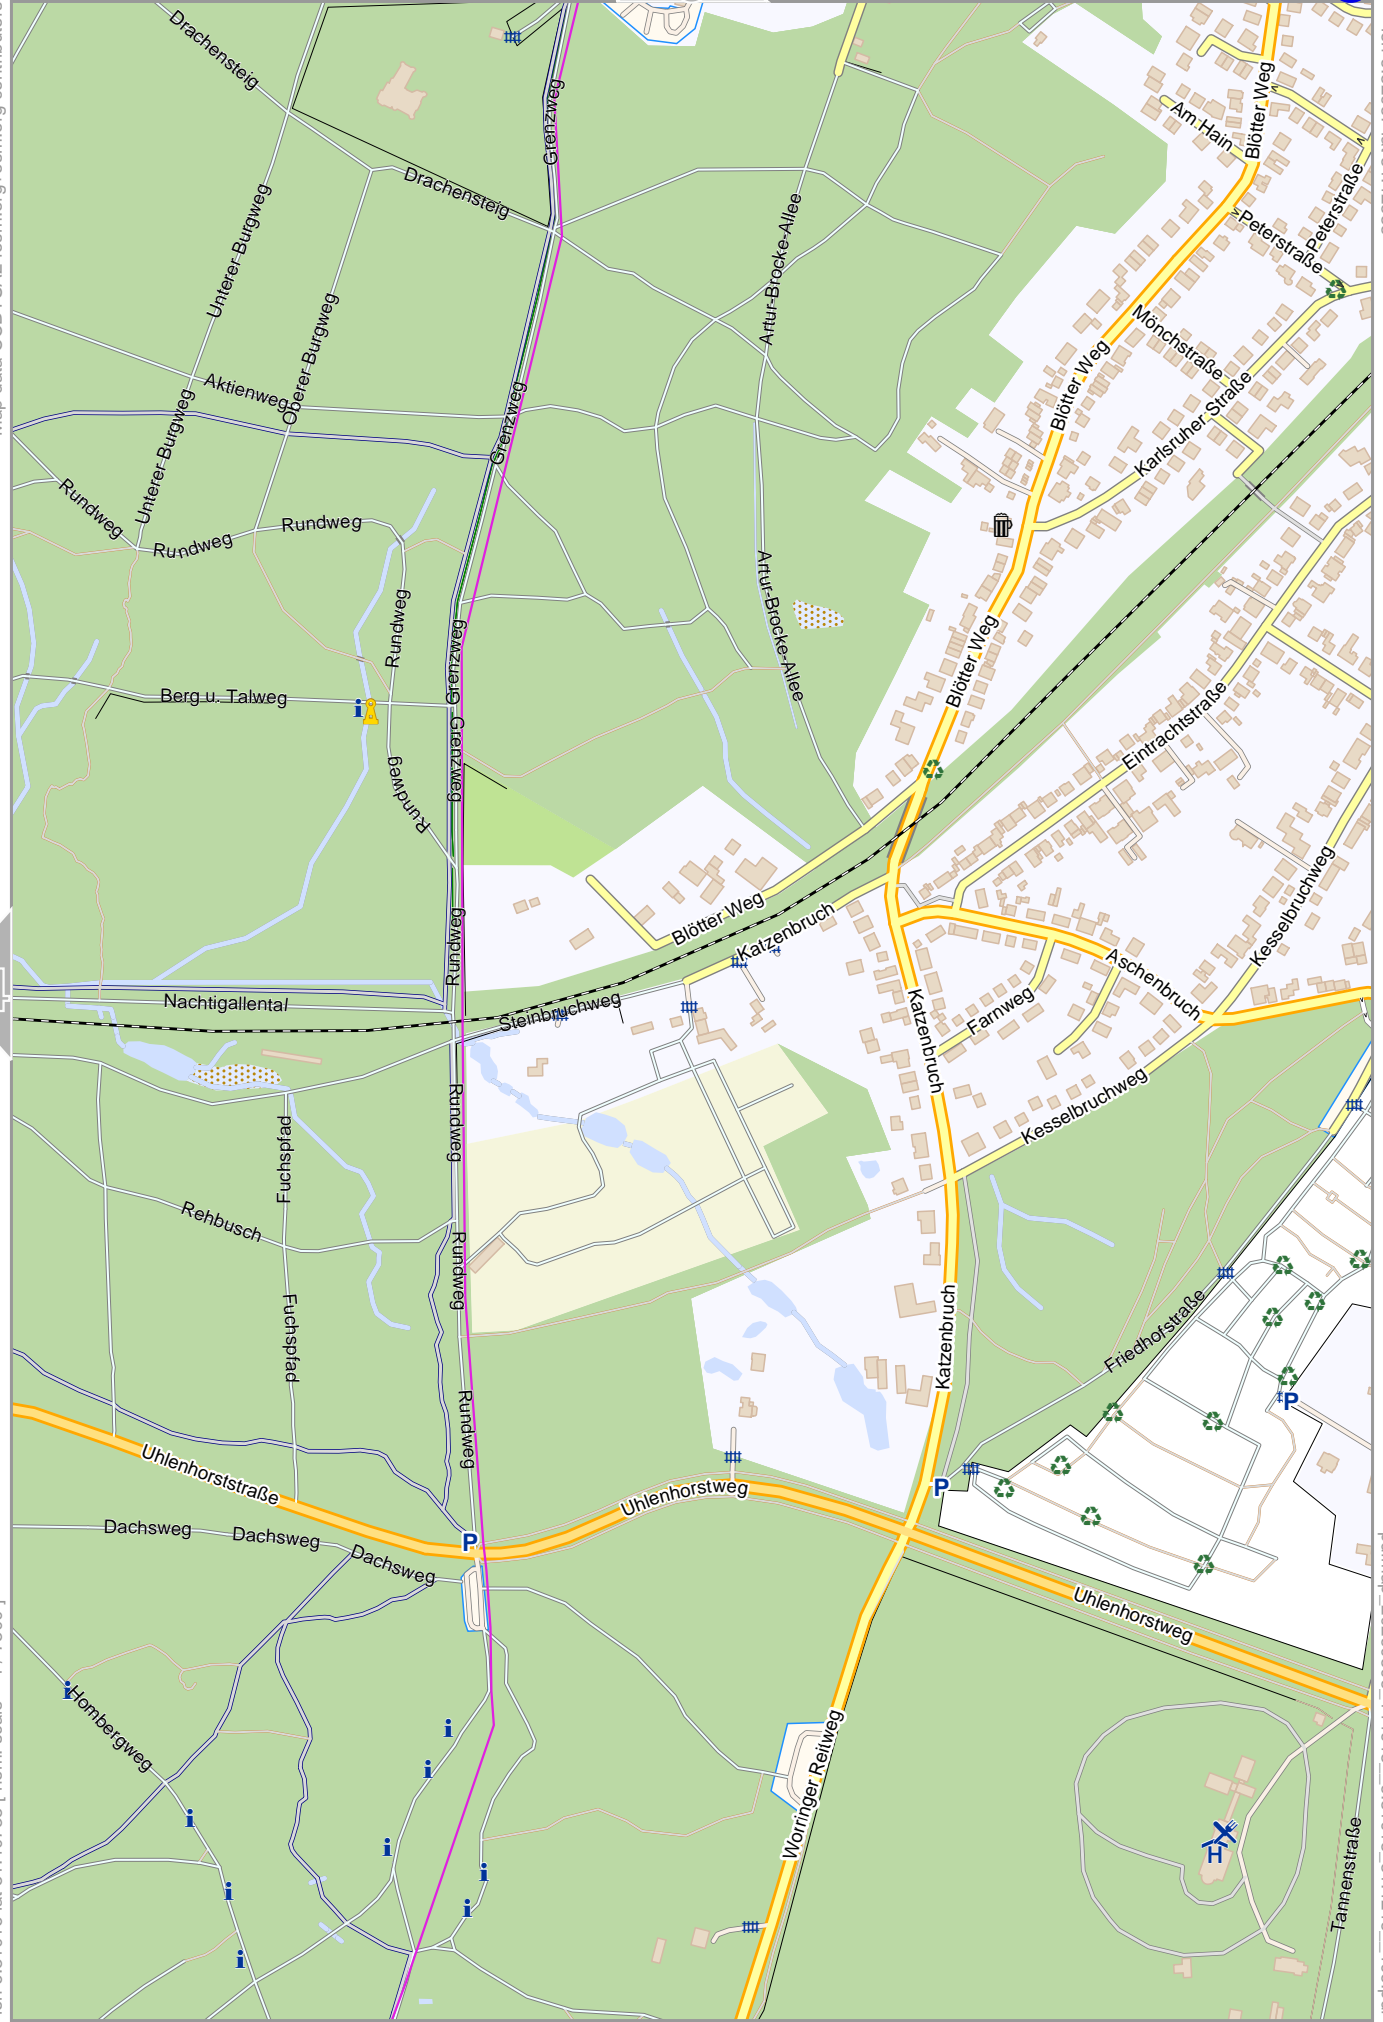 Drachensteig
Grenzweg
Blötter Weg
Am Hain
Drachensteig
Peterstraße
Unterer Burgweg
Artur-Brocke-Allee
Peterstraße
Oberer Burgweg
Mönchstraße
Blötter Weg
Aktienweg
Grenzweg
Karlsruher Straße
Unterer Burgweg
Rundweg
Rundweg
Rundweg
Artur-Brocke-Allee
Rundweg
Grenzweg
Blötter Weg
Berg u. Talweg
i
Eintrachtstraße
Grenzweg
Rundweg
Kesselbruchweg
Blötter Weg
Katzenbruch
Rundweg
Aschenbruch
Nachtigallental
Steinbruchweg
Farnweg
Katzenbruch
Rundweg
Kesselbruchweg
Fuchspfad
Rehbusch
Rundweg
Friedhofstraße
Fuchspfad
Katzenbruch
P
Rundweg
Uhlenhorststraße
Uhlenhorstweg
P
Dachsweg
Dachsweg
P
Dachsweg
Uhlenhorstweg
i
Hombergweg
i
i
Worringer Reitweg
i
i
H
i
i
i
i
Tannenstraße